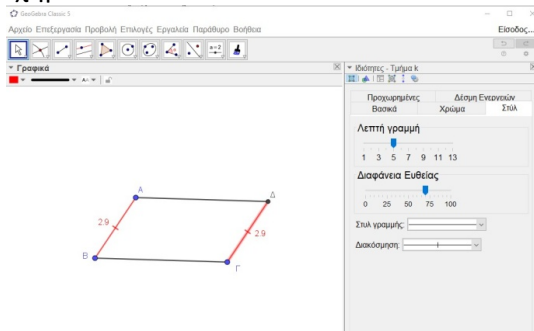 GeoGebra Classic 5
Αρχείο Επεξεργασία Προβολή Επιλογές Εργαλεία Παράθυρο Βοήθεια
Είσοδος...
a=2
Γραφικά
Ιδιότητες - Τμήμα k
Προχωρημένες Δέσμη Ενεργειών
Βασικά Χρώμα Στύλ
Λεπτή γραμμή
1 3 5 7 9 11 13
Διαφάνεια Ευθείας
0 25 50 75 100
Στυλ γραμμής:
Διακόσμηση:
Α
Δ
2.9
2.9
Β
Γ